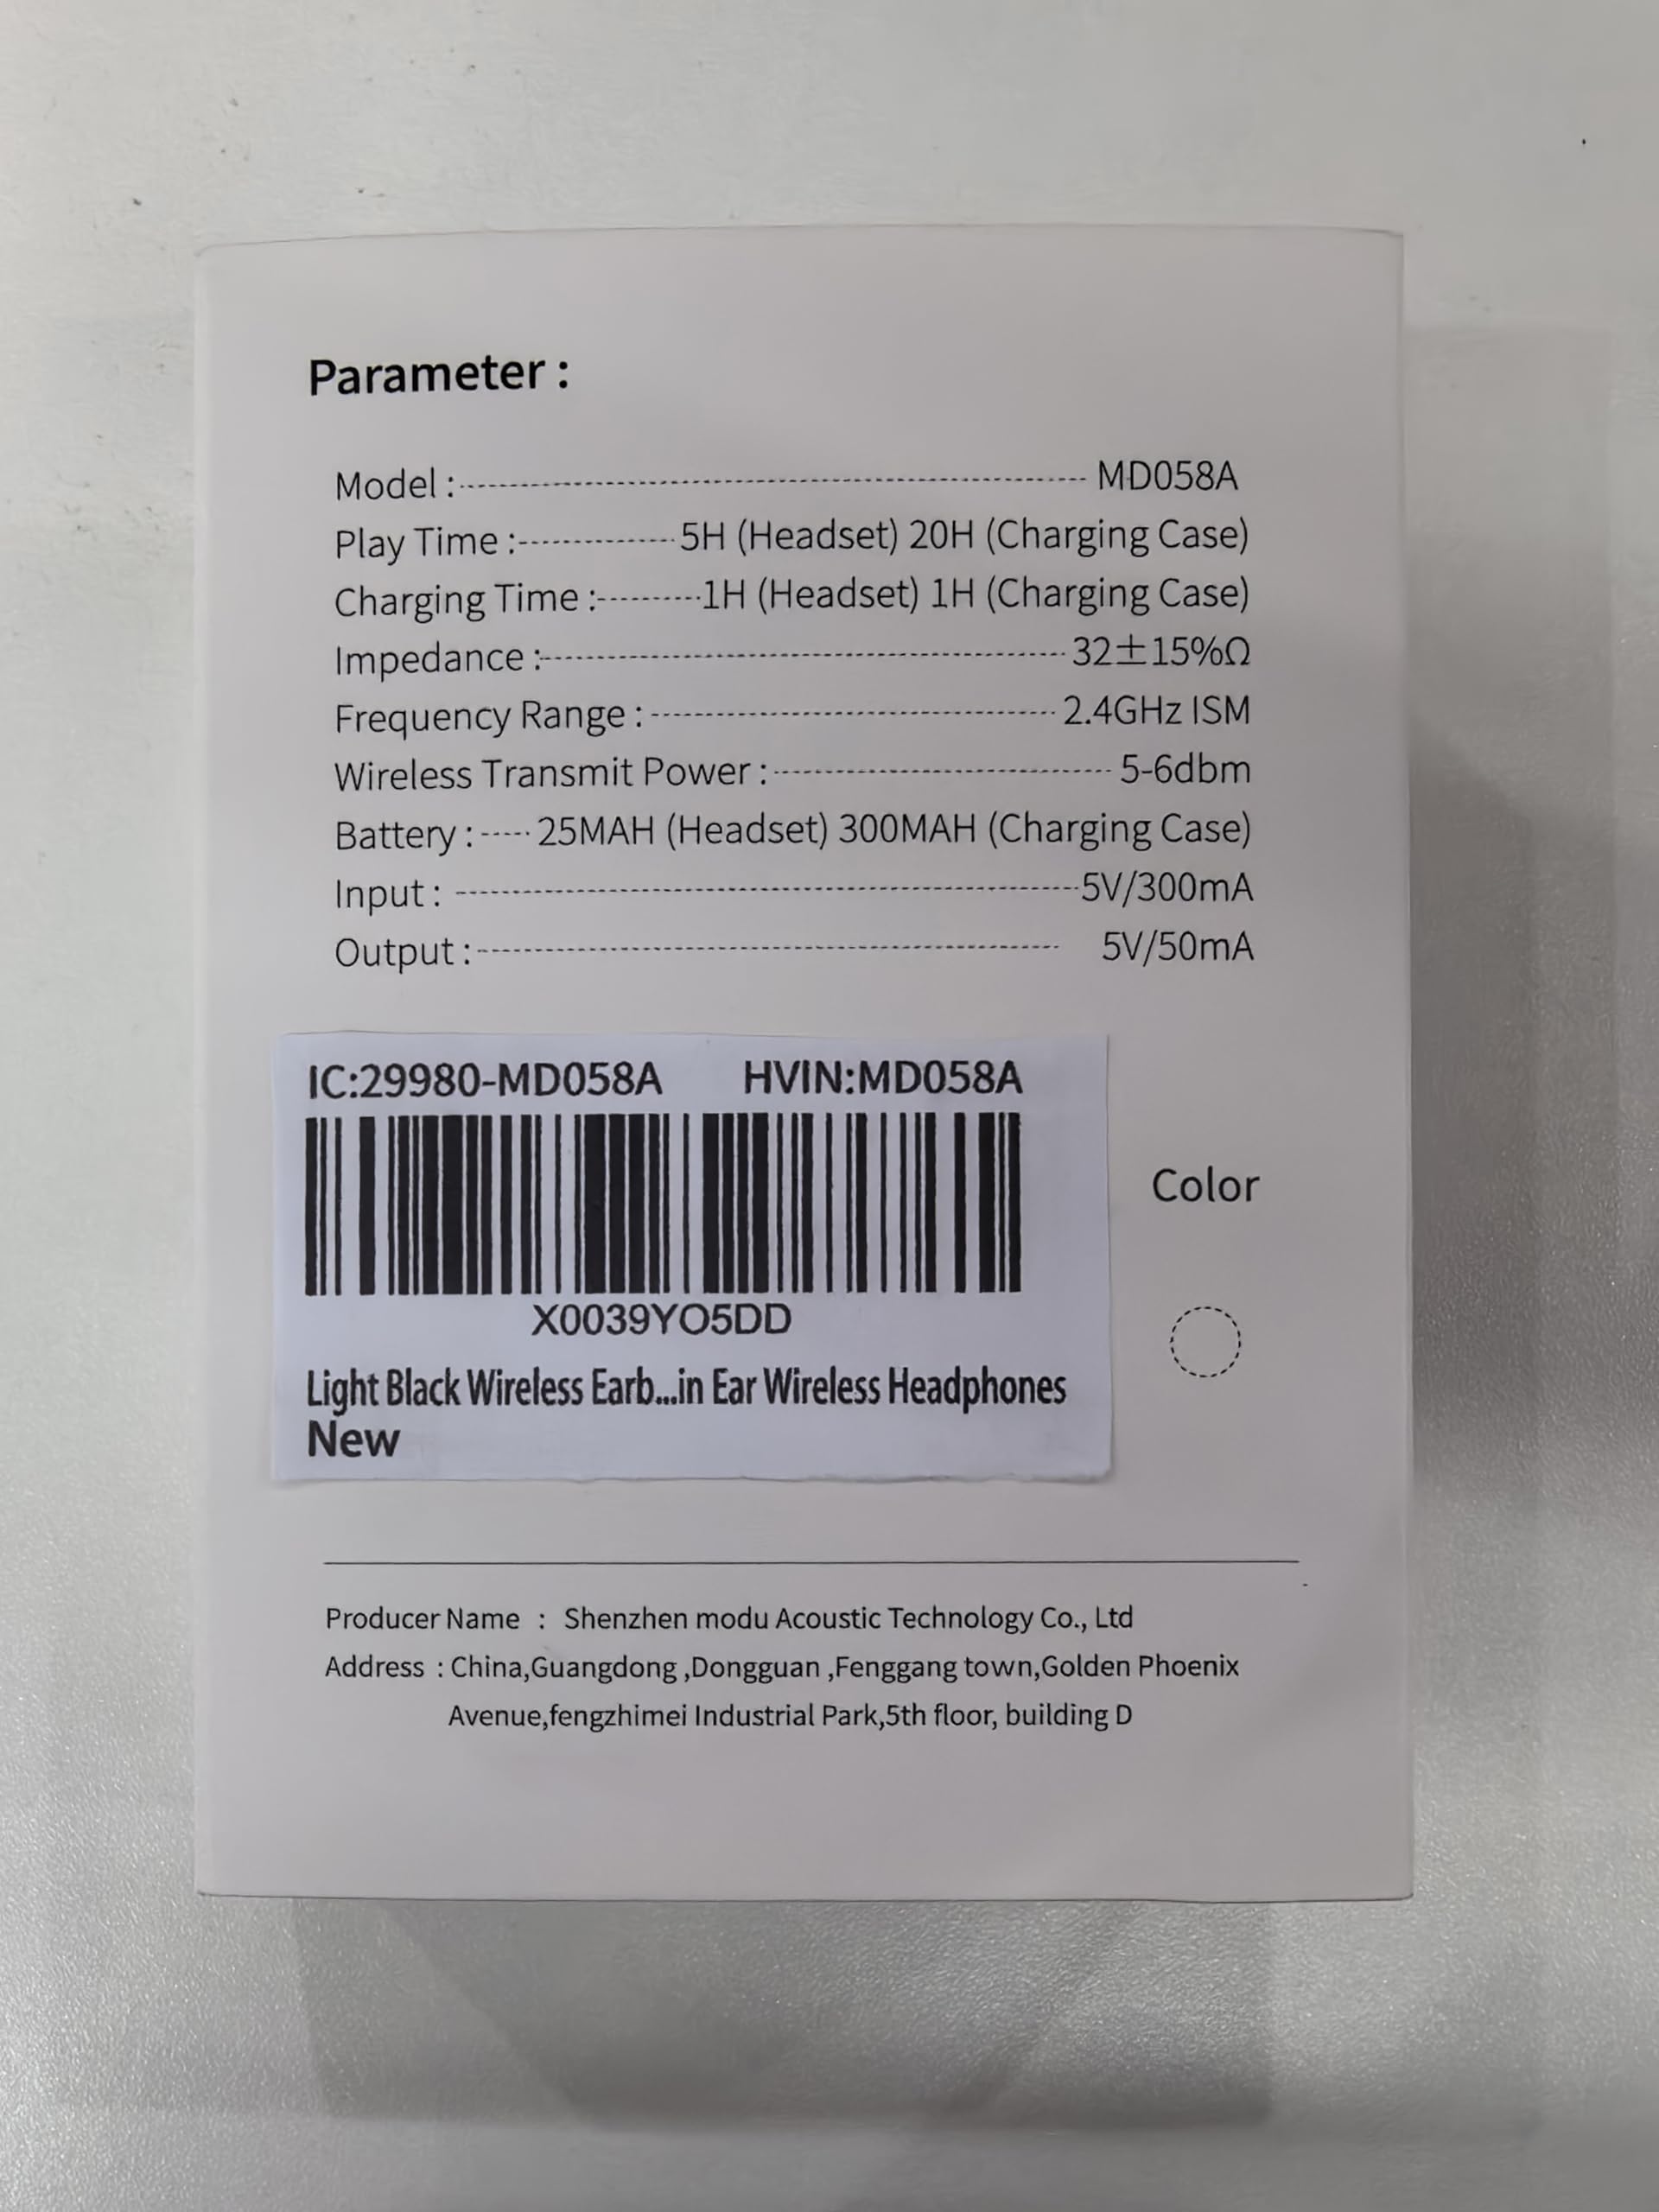 Parameter :
Model : MD058A
Play Time : 5H (Headset) 20H (Charging Case)
Charging Time : 1H (Headset) 1H (Charging Case)
Impedance : 32±15%Ω
Frequency Range : 2.4GHz ISM
Wireless Transmit Power : 5-6dbm
Battery : 25MAH (Headset) 300MAH (Charging Case)
Input : 5V/300mA
Output : 5V/50mA
IC:29980-MD058A HVIN:MD058A
X0039YO5DD
Light Black Wireless Earb...in Ear Wireless Headphones
New
Color
Producer Name : Shenzhen modu Acoustic Technology Co., Ltd
Address : China,Guangdong ,Dongguan ,Fenggang town,Golden Phoenix
Avenue,fengzhimei Industrial Park,5th floor, building D